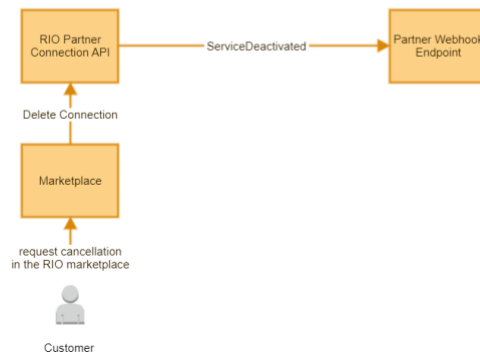 RIO Partner
Connection API
ServiceDeactivated
Partner Webhook
Endpoint
Delete Connection
Marketplace
request cancellation
in the RIO marketplace
Customer